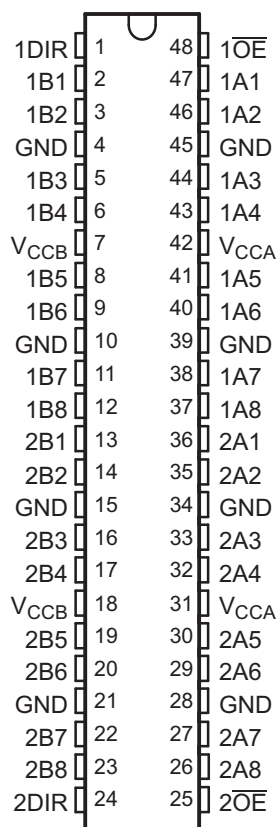 1DIR 1 48 1O̅E̅
1B1 2 47 1A1
1B2 3 46 1A2
GND 4 45 GND
1B3 5 44 1A3
1B4 6 43 1A4
VCCB 7 42 VCCA
1B5 8 41 1A5
1B6 9 40 1A6
GND 10 39 GND
1B7 11 38 1A7
1B8 12 37 1A8
2B1 13 36 2A1
2B2 14 35 2A2
GND 15 34 GND
2B3 16 33 2A3
2B4 17 32 2A4
VCCB 18 31 VCCA
2B5 19 30 2A5
2B6 20 29 2A6
GND 21 28 GND
2B7 22 27 2A7
2B8 23 26 2A8
2DIR 24 25 2O̅E̅